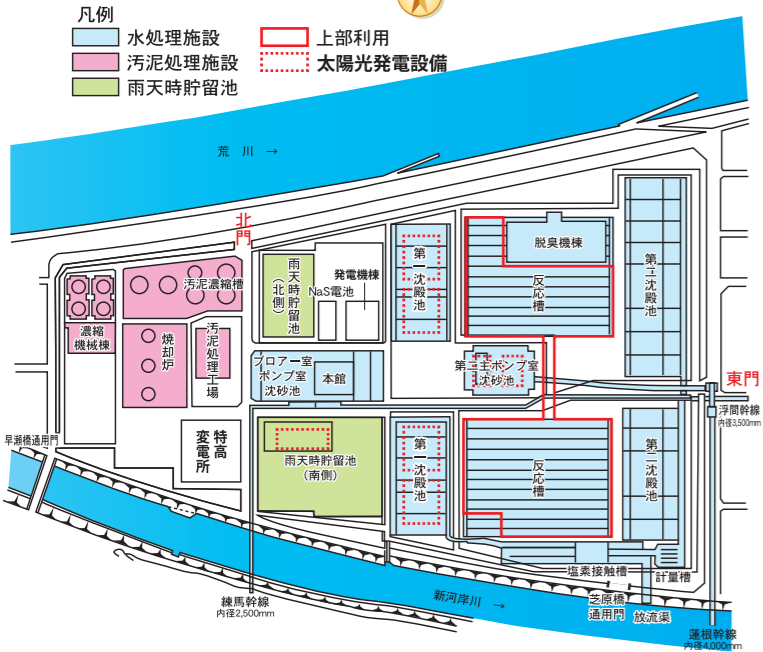 凡例
水処理施設
汚泥処理施設
雨天時貯留池
上部利用
太陽光発電設備
荒川 →
北門
脱臭機棟
反応槽
第一沈殿池
第二沈殿池
雨天時貯留池
(北側)
発電機棟
NaS電池
汚泥濃縮槽
濃縮
機械棟
焼却炉
汚泥処理工場
ブロアー室
ポンプ室
沈砂池
本館
第二主ポンプ室
沈砂池
東門
浮間幹線
内径3,500mm
早瀬橋通用門
特高
変電所
雨天時貯留池
(南側)
第一沈殿池
反応槽
第二沈殿池
塩素接触槽
計量槽
新河岸川 →
芝原橋
通用門
放流渠
練馬幹線
内径2,500mm
蓮根幹線
内径4,000mm